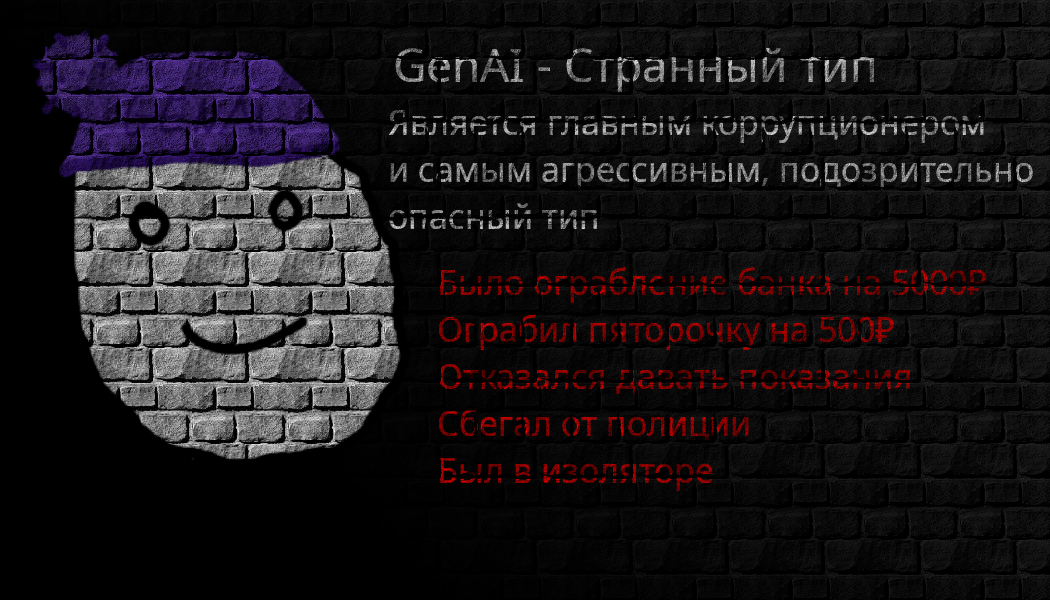 GenAI - Странный тип
Является главным коррупционером
и самым агрессивным, подозрительно
опасный тип
Было ограбление банка на 5000₽
Ограбил пяторочку на 500₽
Отказался давать показания
Сбегал от полиции
Был в изоляторе